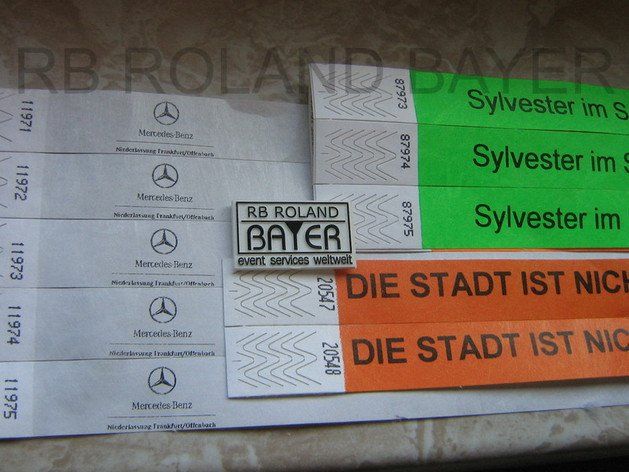 RB ROLAND BAYER
11971
Mercedes-Benz
Niederlassung Frankfurt/Offenbach
11972
Mercedes-Benz
Niederlassung Frankfurt/Offenbach
11973
Mercedes-Benz
Niederlassung Frankfurt/Offenbach
11974
Mercedes-Benz
Niederlassung Frankfurt/Offenbach
11975
Mercedes-Benz
Niederlassung Frankfurt/Offenbach
87973
Sylvester im S
87974
Sylvester im S
87975
Sylvester im
RB ROLAND
BAYER
event services weltweit
20547
DIE STADT IST NICH
20548
DIE STADT IST NIC